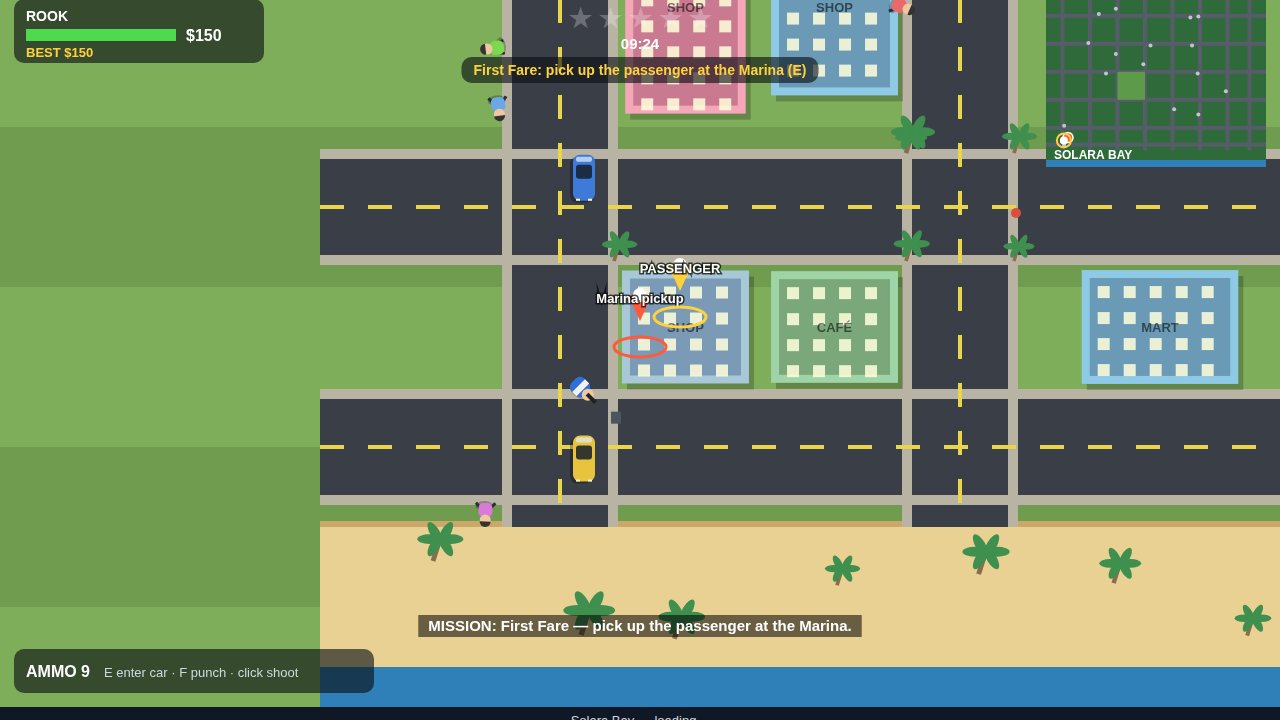 ROOK
$150
BEST $150
SHOP
SHOP
09:24
First Fare: pick up the passenger at the Marina (E)
SOLARA BAY
PASSENGER
Marina pickup
SHOP
CAFÉ
MART
MISSION: First Fare — pick up the passenger at the Marina.
AMMO 9
E enter car · F punch · click shoot
Solara Bay — loading